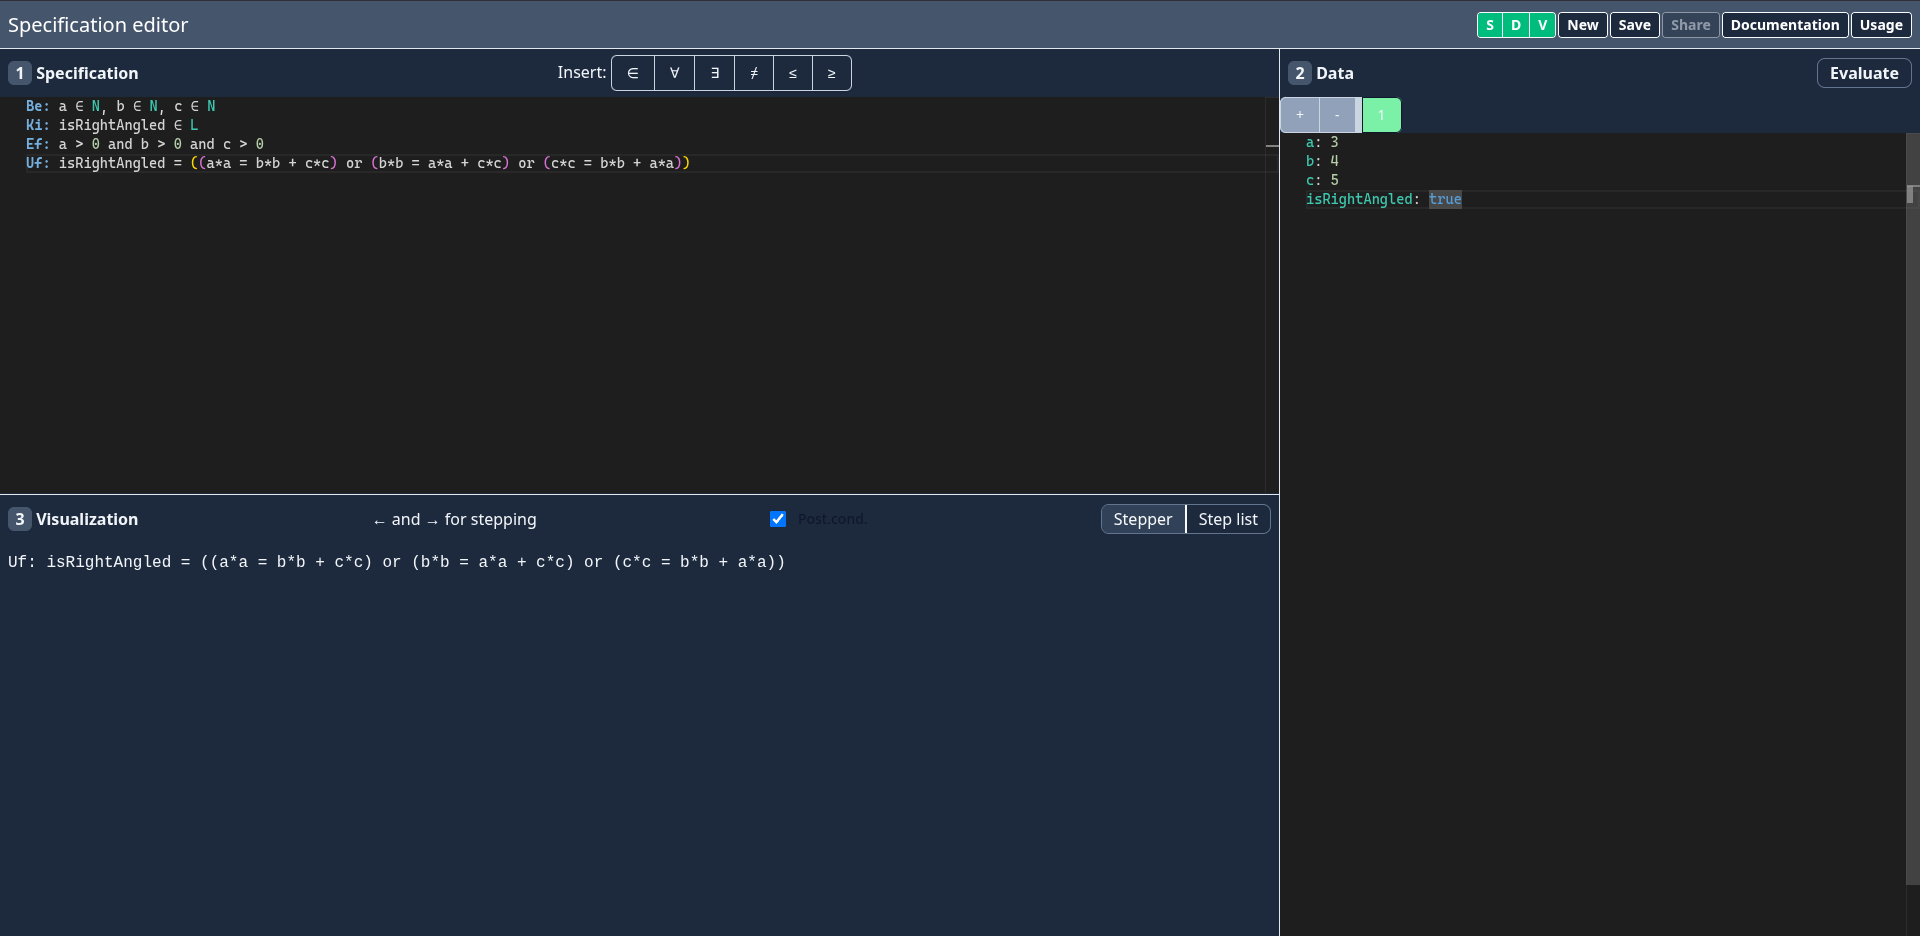 Specification editor
S D V New Save Share Documentation Usage
1 Specification
Insert: ∈ ∀ ∃ ≠ ≤ ≥
Be: a ∈ N, b ∈ N, c ∈ N
Ki: isRightAngled ∈ L
Ef: a > 0 and b > 0 and c > 0
Uf: isRightAngled = ((a*a = b*b + c*c) or (b*b = a*a + c*c) or (c*c = b*b + a*a))
2 Data
Evaluate
+ - 1
a: 3
b: 4
c: 5
isRightAngled: true
3 Visualization
← and → for stepping
Post.cond.
Stepper Step list
Uf: isRightAngled = ((a*a = b*b + c*c) or (b*b = a*a + c*c) or (c*c = b*b + a*a))